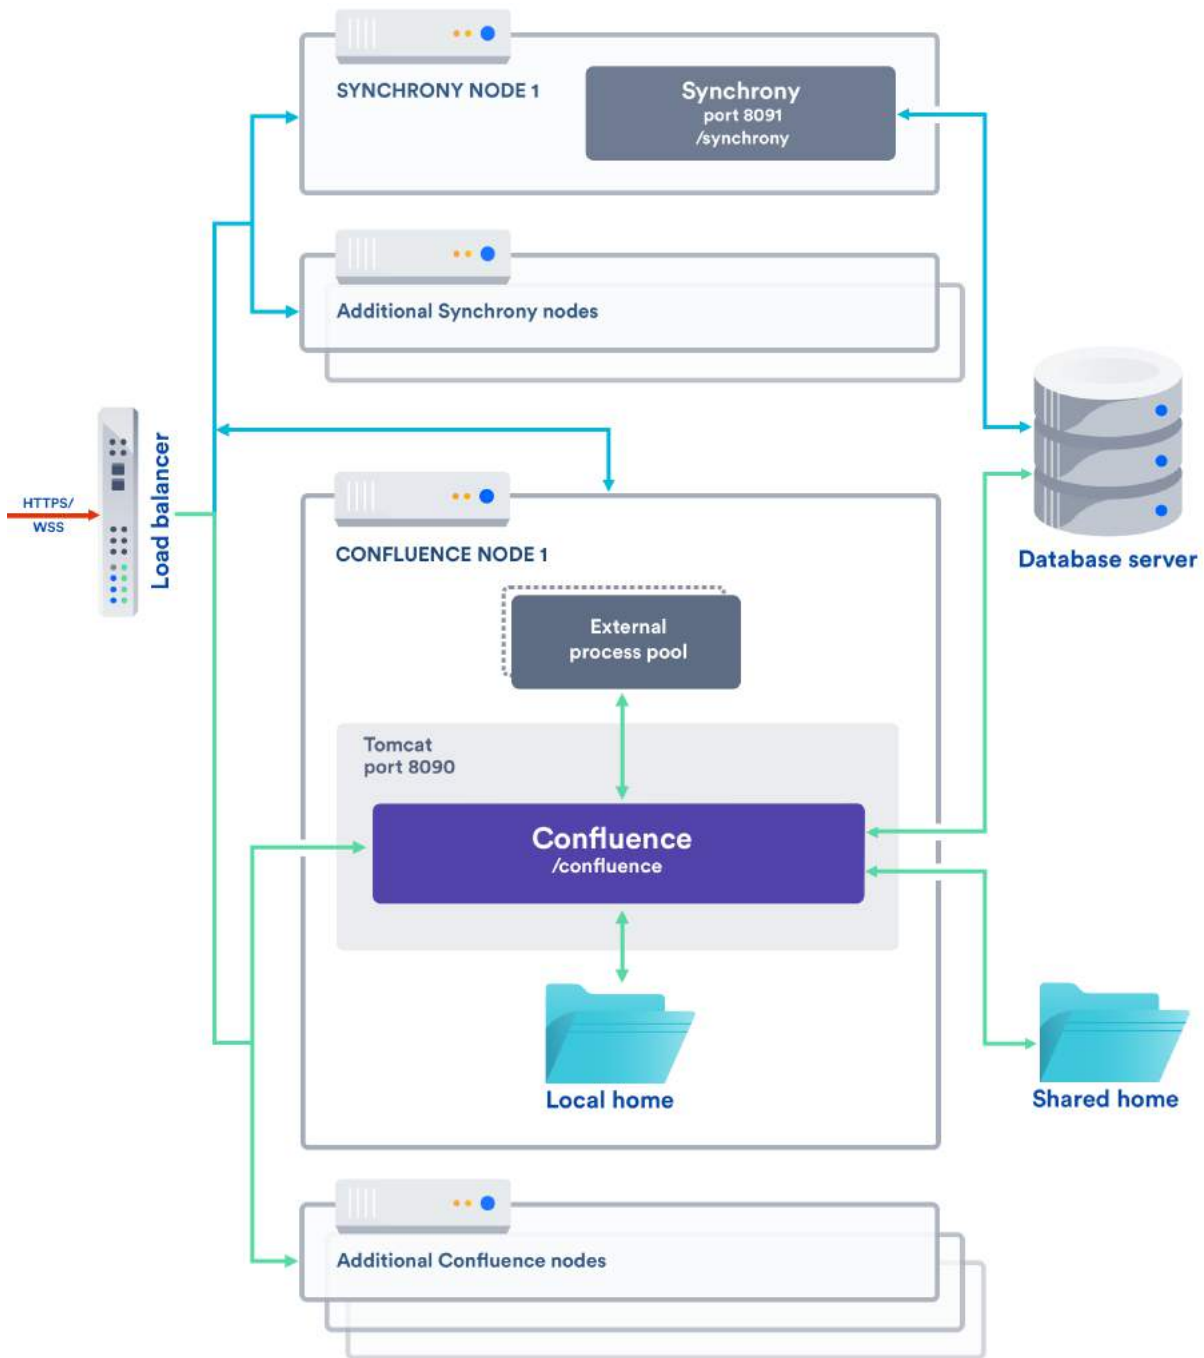 SYNCHRONY NODE 1
Synchrony
port 8091
/synchrony
Additional Synchrony nodes
HTTPS/
WSS
Load balancer
Database server
CONFLUENCE NODE 1
External
process pool
Tomcat
port 8090
Confluence
/confluence
Local home
Shared home
Additional Confluence nodes